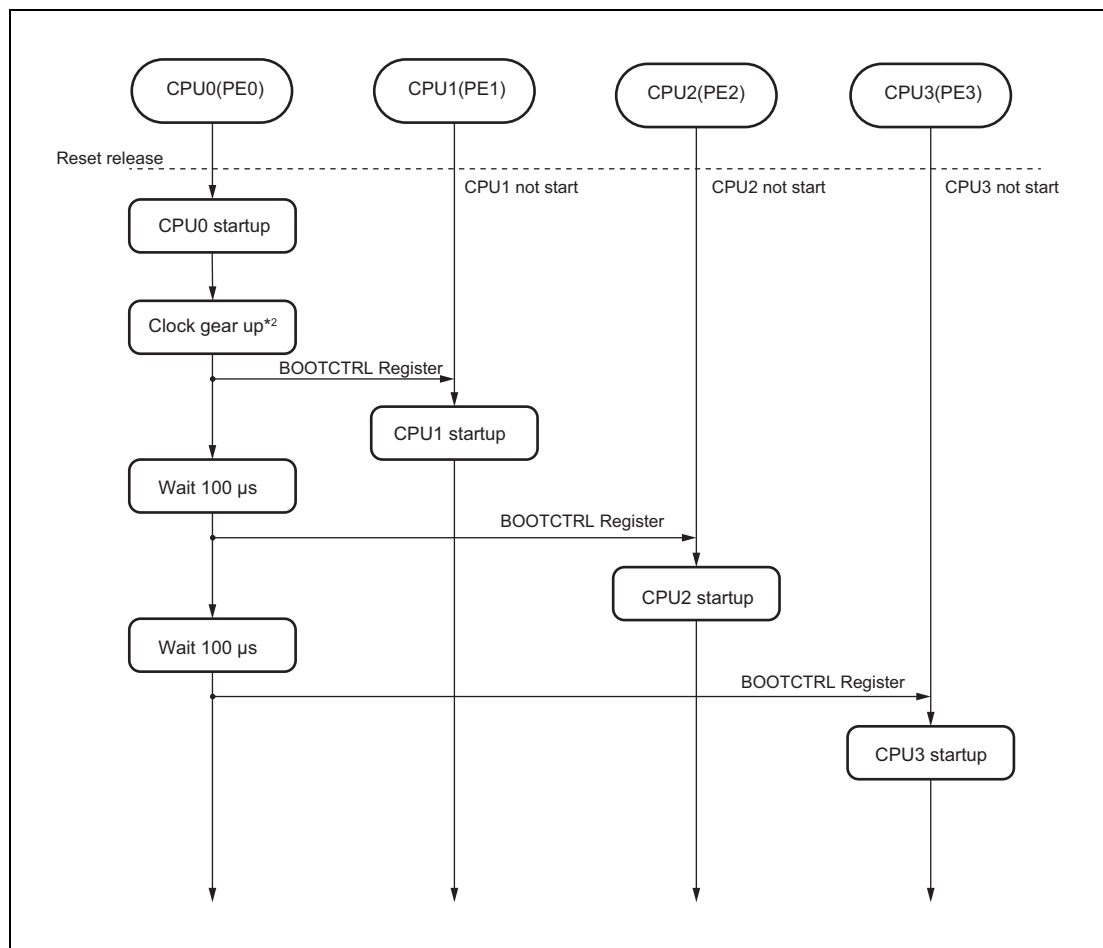 CPU0(PE0)
CPU1(PE1)
CPU2(PE2)
CPU3(PE3)
Reset release
CPU1 not start
CPU2 not start
CPU3 not start
CPU0 startup
Clock gear up*2
BOOTCTRL Register
CPU1 startup
Wait 100 µs
BOOTCTRL Register
CPU2 startup
Wait 100 µs
BOOTCTRL Register
CPU3 startup